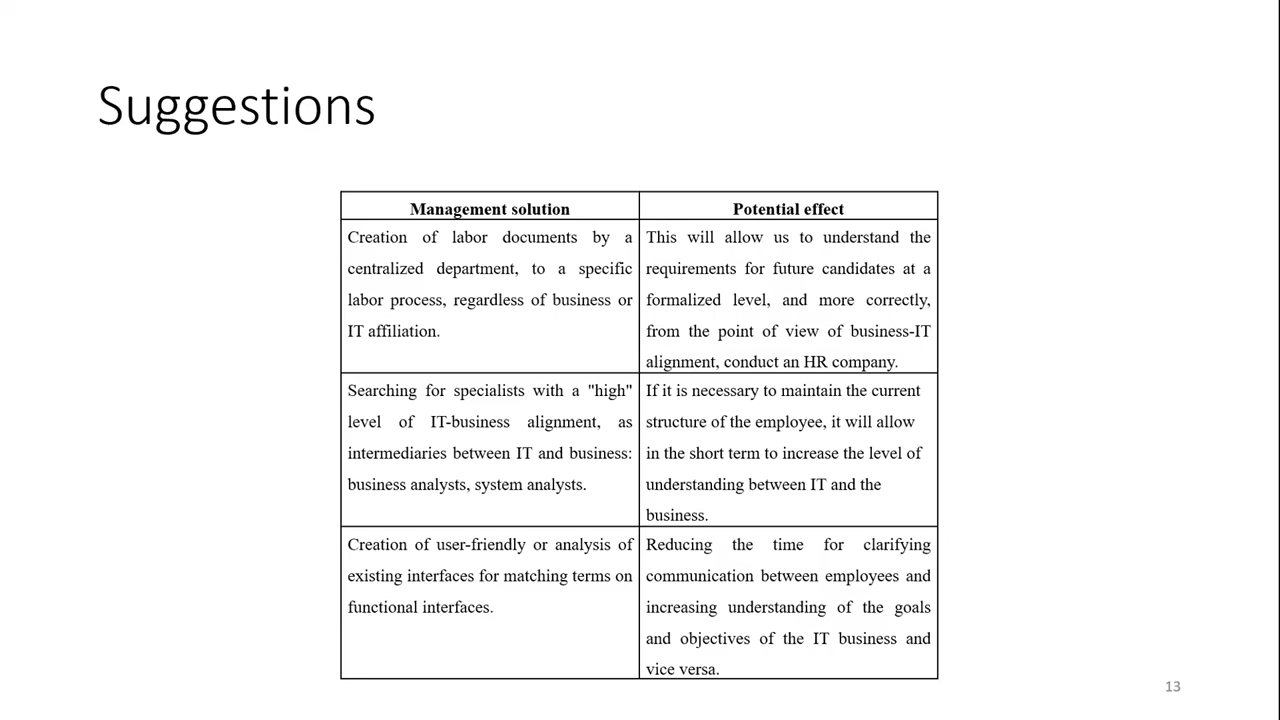 Suggestions
Management solution
Potential effect
Creation of labor documents by a
centralized department, to a specific
labor process, regardless of business or
IT affiliation.
This will allow us to understand the
requirements for future candidates at a
formalized level, and more correctly,
from the point of view of business-IT
alignment, conduct an HR company.
Searching for specialists with a "high"
level of IT-business alignment, as
intermediaries between IT and business:
business analysts, system analysts.
If it is necessary to maintain the current
structure of the employee, it will allow
in the short term to increase the level of
understanding between IT and the
business.
Creation of user-friendly or analysis of
existing interfaces for matching terms on
functional interfaces.
Reducing the time for clarifying
communication between employees and
increasing understanding of the goals
and objectives of the IT business and
vice versa.
13